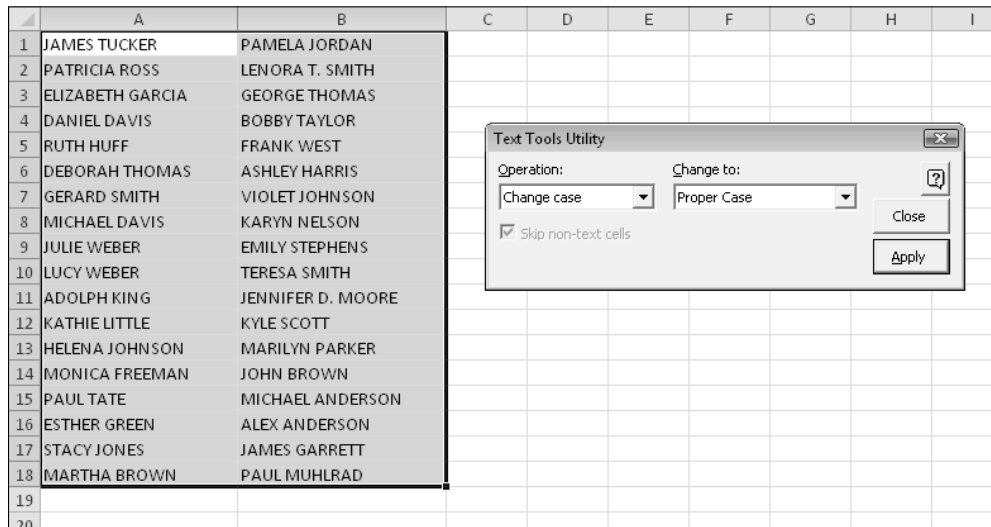 A B C D E F G H I
1 JAMES TUCKER PAMELA JORDAN
2 PATRICIA ROSS LENORA T. SMITH
3 ELIZABETH GARCIA GEORGE THOMAS
4 DANIEL DAVIS BOBBY TAYLOR
5 RUTH HUFF FRANK WEST
6 DEBORAH THOMAS ASHLEY HARRIS
7 GERARD SMITH VIOLET JOHNSON
8 MICHAEL DAVIS KARYN NELSON
9 JULIE WEBER EMILY STEPHENS
10 LUCY WEBER TERESA SMITH
11 ADOLPH KING JENNIFER D. MOORE
12 KATHIE LITTLE KYLE SCOTT
13 HELENA JOHNSON MARILYN PARKER
14 MONICA FREEMAN JOHN BROWN
15 PAUL TATE MICHAEL ANDERSON
16 ESTHER GREEN ALEX ANDERSON
17 STACY JONES JAMES GARRETT
18 MARTHA BROWN PAUL MUHLRAD
19
20
Text Tools Utility
Operation: Change to:
Change case Proper Case
?
Skip non-text cells
Close
Apply